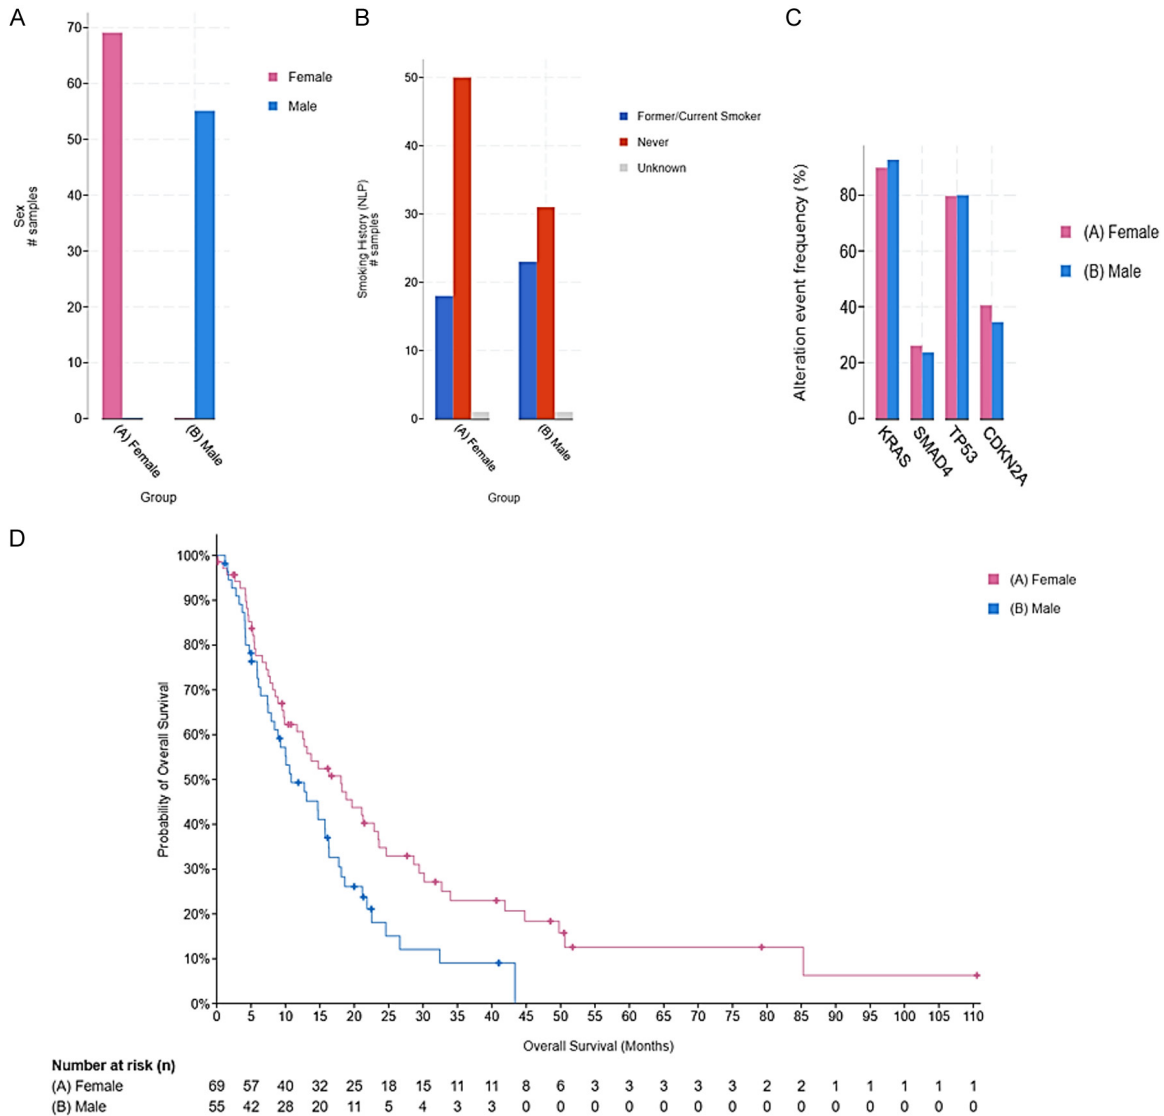 A
70
60
50
40
30
20
10
0
Sex
# samples
(A) Female
(B) Male
Group
Female
Male
B
50
40
30
20
10
0
Smoking History (NLP)
# samples
(A) Female
(B) Male
Group
Former/Current Smoker
Never
Unknown
C
80
60
40
20
0
Alteration event frequency (%)
KRAS
SMAD4
TP53
CDKN2A
(A) Female
(B) Male
D
100%
90%
80%
70%
60%
50%
40%
30%
20%
10%
0%
Probability of Overall Survival
0 5 10 15 20 25 30 35 40 45 50 55 60 65 70 75 80 85 90 95 100 105 110
Overall Survival (Months)
(A) Female
(B) Male
Number at risk (n)
(A) Female 69 57 40 32 25 18 15 11 11 8 6 3 3 3 3 3 2 2 1 1 1 1 1
(B) Male 55 42 28 20 11 5 4 3 3 0 0 0 0 0 0 0 0 0 0 0 0 0 0